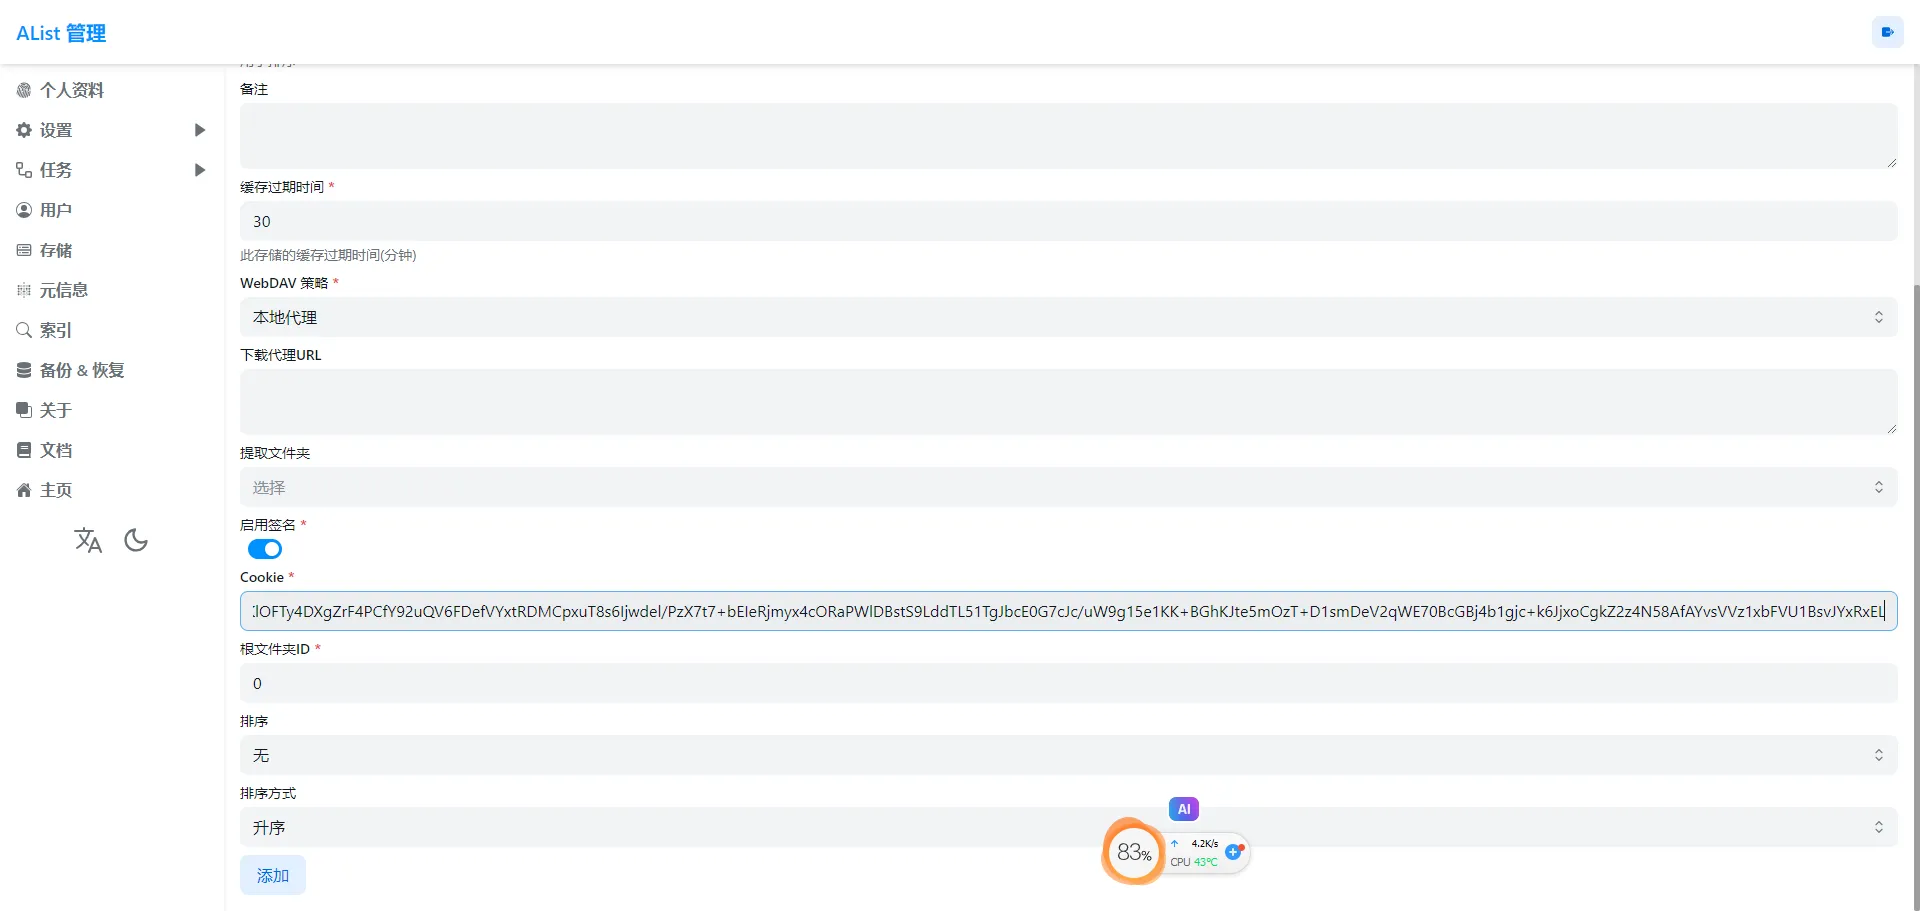 AList 管理
个人资料
设置
任务
用户
存储
元信息
索引
备份 & 恢复
关于
文档
主页
备注
缓存过期时间 *
30
此存储的缓存过期时间(分钟)
WebDAV 策略 *
本地代理
下载代理URL
提取文件夹
选择
启用签名 *
Cookie *
lOFTy4DXgZrF4PCfY92uQV6FDefVYxtRDMCpxuT8s6Ijwdel/PzX7t7+bEIeRjmyx4cORaPWlDBstS9LddTL51TgJbcE0G7cJc/uW9g15e1KK+BGhKJte5mOzT+D1smDeV2qWE70BcGBj4b1gjc+k6JjxoCgkZ2z4N58AfAYvsVVz1xbFVU1BsvJYxRxEL
根文件夹ID *
0
排序
无
排序方式
升序
添加
AI
83%
↑ 4.2K/s
CPU 43°C